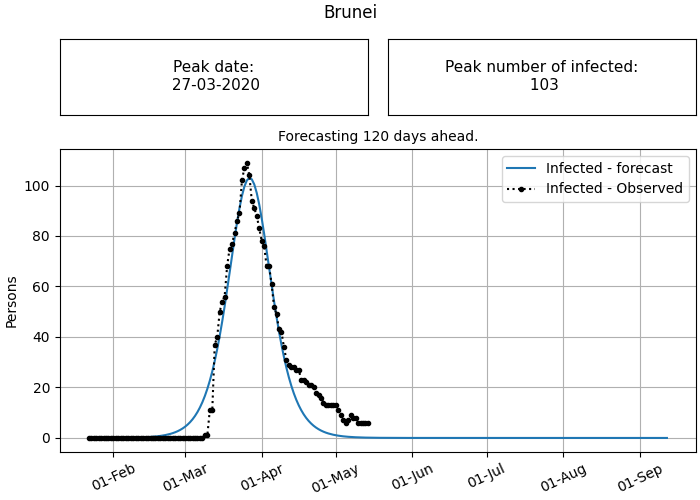 Brunei
Peak date:
27-03-2020
Peak number of infected:
103
Forecasting 120 days ahead.
Infected - forecast
Infected - Observed
Persons
100
80
60
40
20
0
01-Feb
01-Mar
01-Apr
01-May
01-Jun
01-Jul
01-Aug
01-Sep